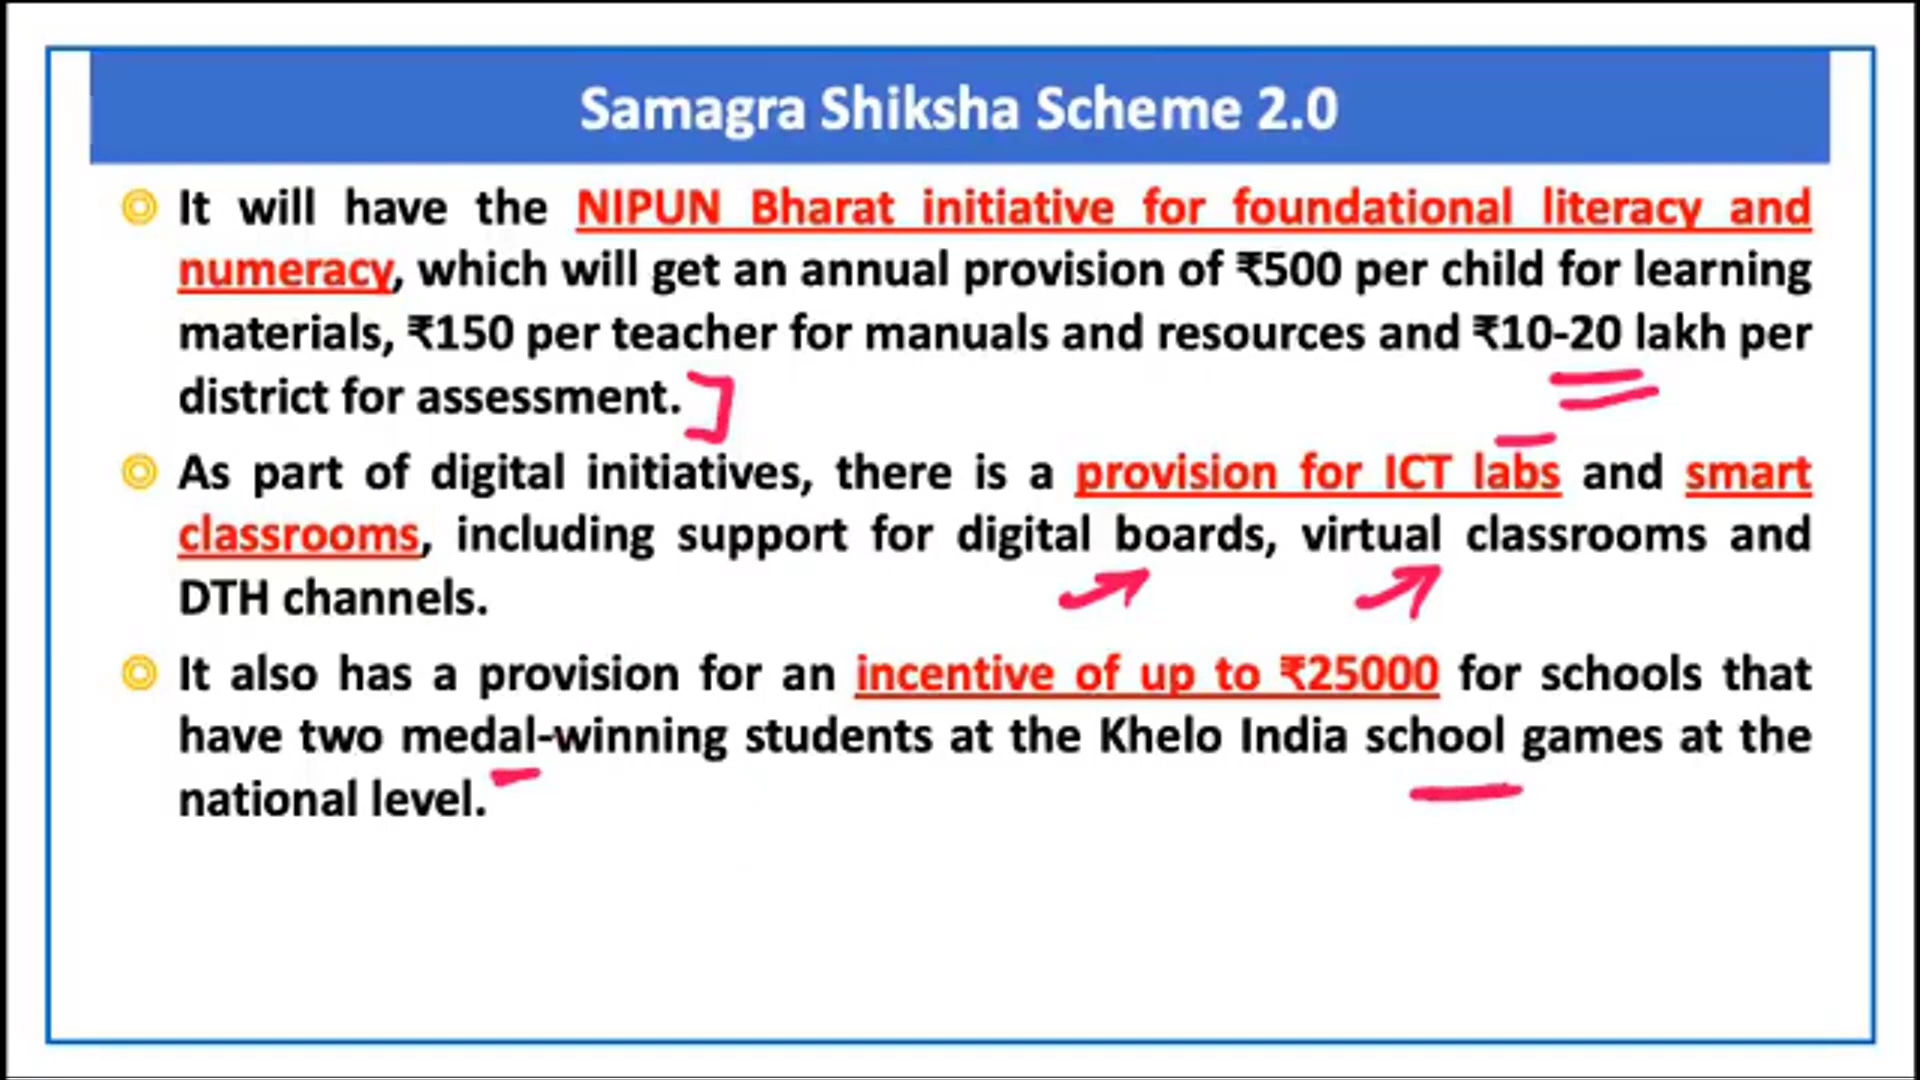 Samagra Shiksha Scheme 2.0
It will have the NIPUN Bharat initiative for foundational literacy and
numeracy, which will get an annual provision of ₹500 per child for learning
materials, ₹150 per teacher for manuals and resources and ₹10-20 lakh per
district for assessment.
As part of digital initiatives, there is a provision for ICT labs and smart
classrooms, including support for digital boards, virtual classrooms and
DTH channels.
It also has a provision for an incentive of up to ₹25000 for schools that
have two medal-winning students at the Khelo India school games at the
national level.